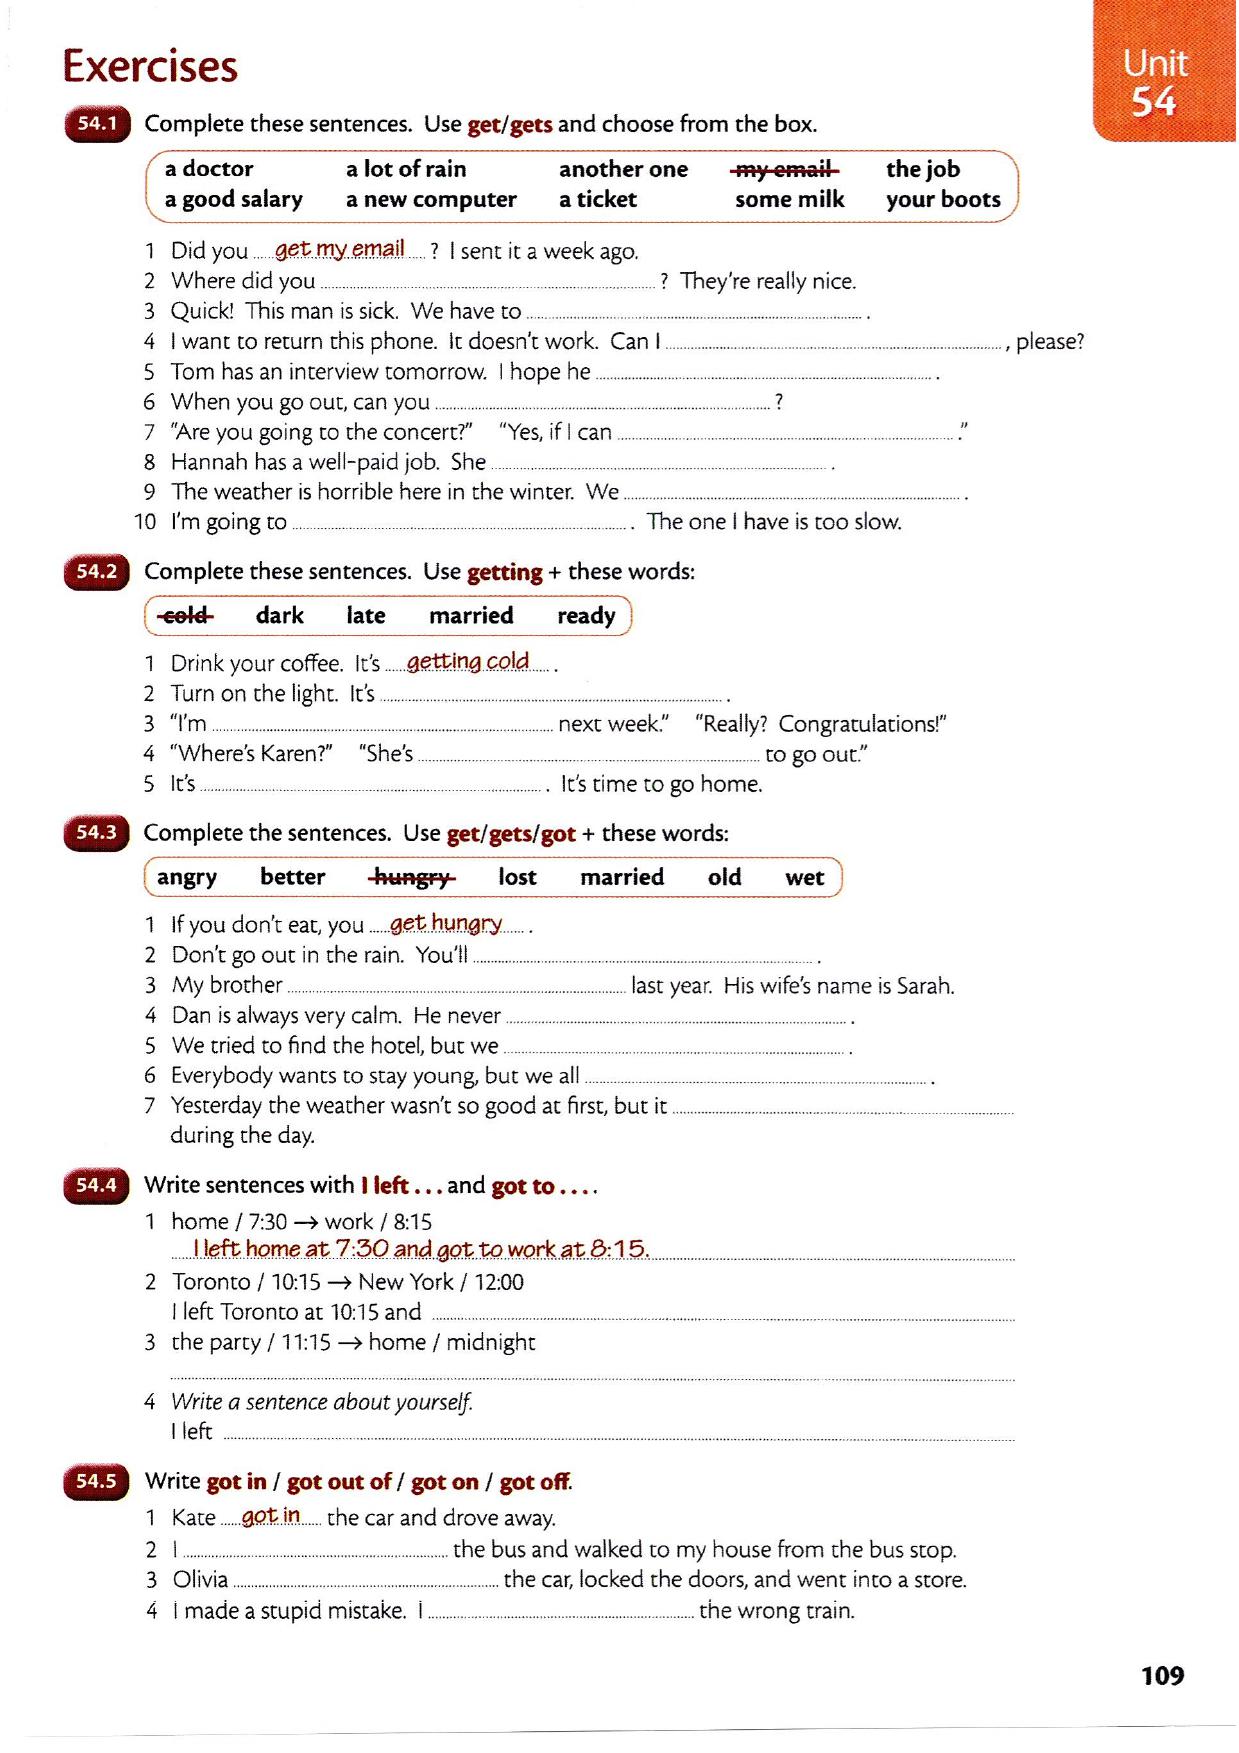 Exercises
Unit
54
54.1 Complete these sentences. Use get/gets and choose from the box.
a doctor a lot of rain another one my email the job
a good salary a new computer a ticket some milk your boots
1 Did you get my email ? I sent it a week ago.
2 Where did you ? They're really nice.
3 Quick! This man is sick. We have to .
4 I want to return this phone. It doesn't work. Can I , please?
5 Tom has an interview tomorrow. I hope he .
6 When you go out, can you ?
7 "Are you going to the concert?" "Yes, if I can ."
8 Hannah has a well-paid job. She .
9 The weather is horrible here in the winter. We .
10 I'm going to . The one I have is too slow.
54.2 Complete these sentences. Use getting + these words:
cold dark late married ready
1 Drink your coffee. It's getting cold .
2 Turn on the light. It's .
3 "I'm next week." "Really? Congratulations!"
4 "Where's Karen?" "She's to go out."
5 It's . It's time to go home.
54.3 Complete the sentences. Use get/gets/got + these words:
angry better hungry lost married old wet
1 If you don't eat, you get hungry .
2 Don't go out in the rain. You'll .
3 My brother last year. His wife's name is Sarah.
4 Dan is always very calm. He never .
5 We tried to find the hotel, but we .
6 Everybody wants to stay young, but we all .
7 Yesterday the weather wasn't so good at first, but it
during the day.
54.4 Write sentences with I left ... and got to ... .
1 home / 7:30 → work / 8:15
I left home at 7:30 and got to work at 8:15.
2 Toronto / 10:15 → New York / 12:00
I left Toronto at 10:15 and
3 the party / 11:15 → home / midnight
4 Write a sentence about yourself.
I left
54.5 Write got in / got out of / got on / got off.
1 Kate got in the car and drove away.
2 I the bus and walked to my house from the bus stop.
3 Olivia the car, locked the doors, and went into a store.
4 I made a stupid mistake. I the wrong train.
109